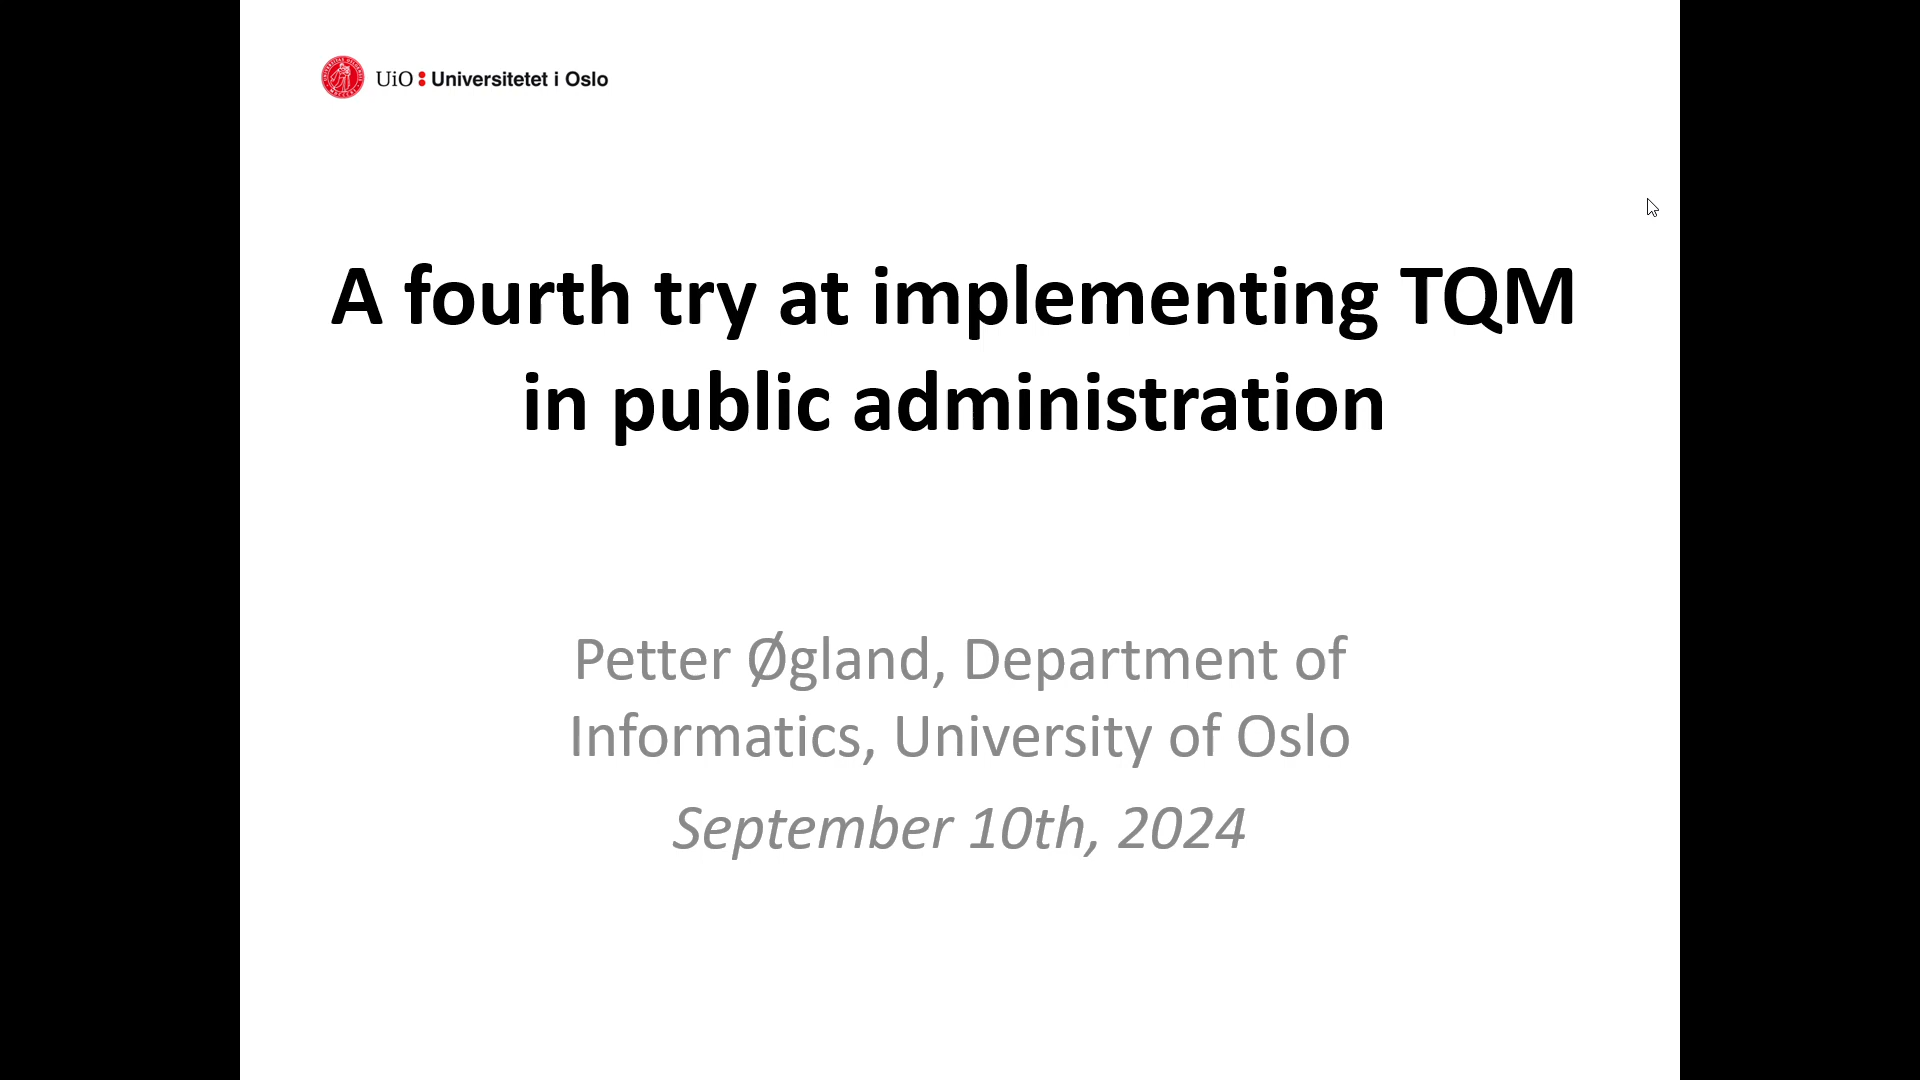 UiO : Universitetet i Oslo
A fourth try at implementing TQM
in public administration
Petter Øgland, Department of
Informatics, University of Oslo
September 10th, 2024